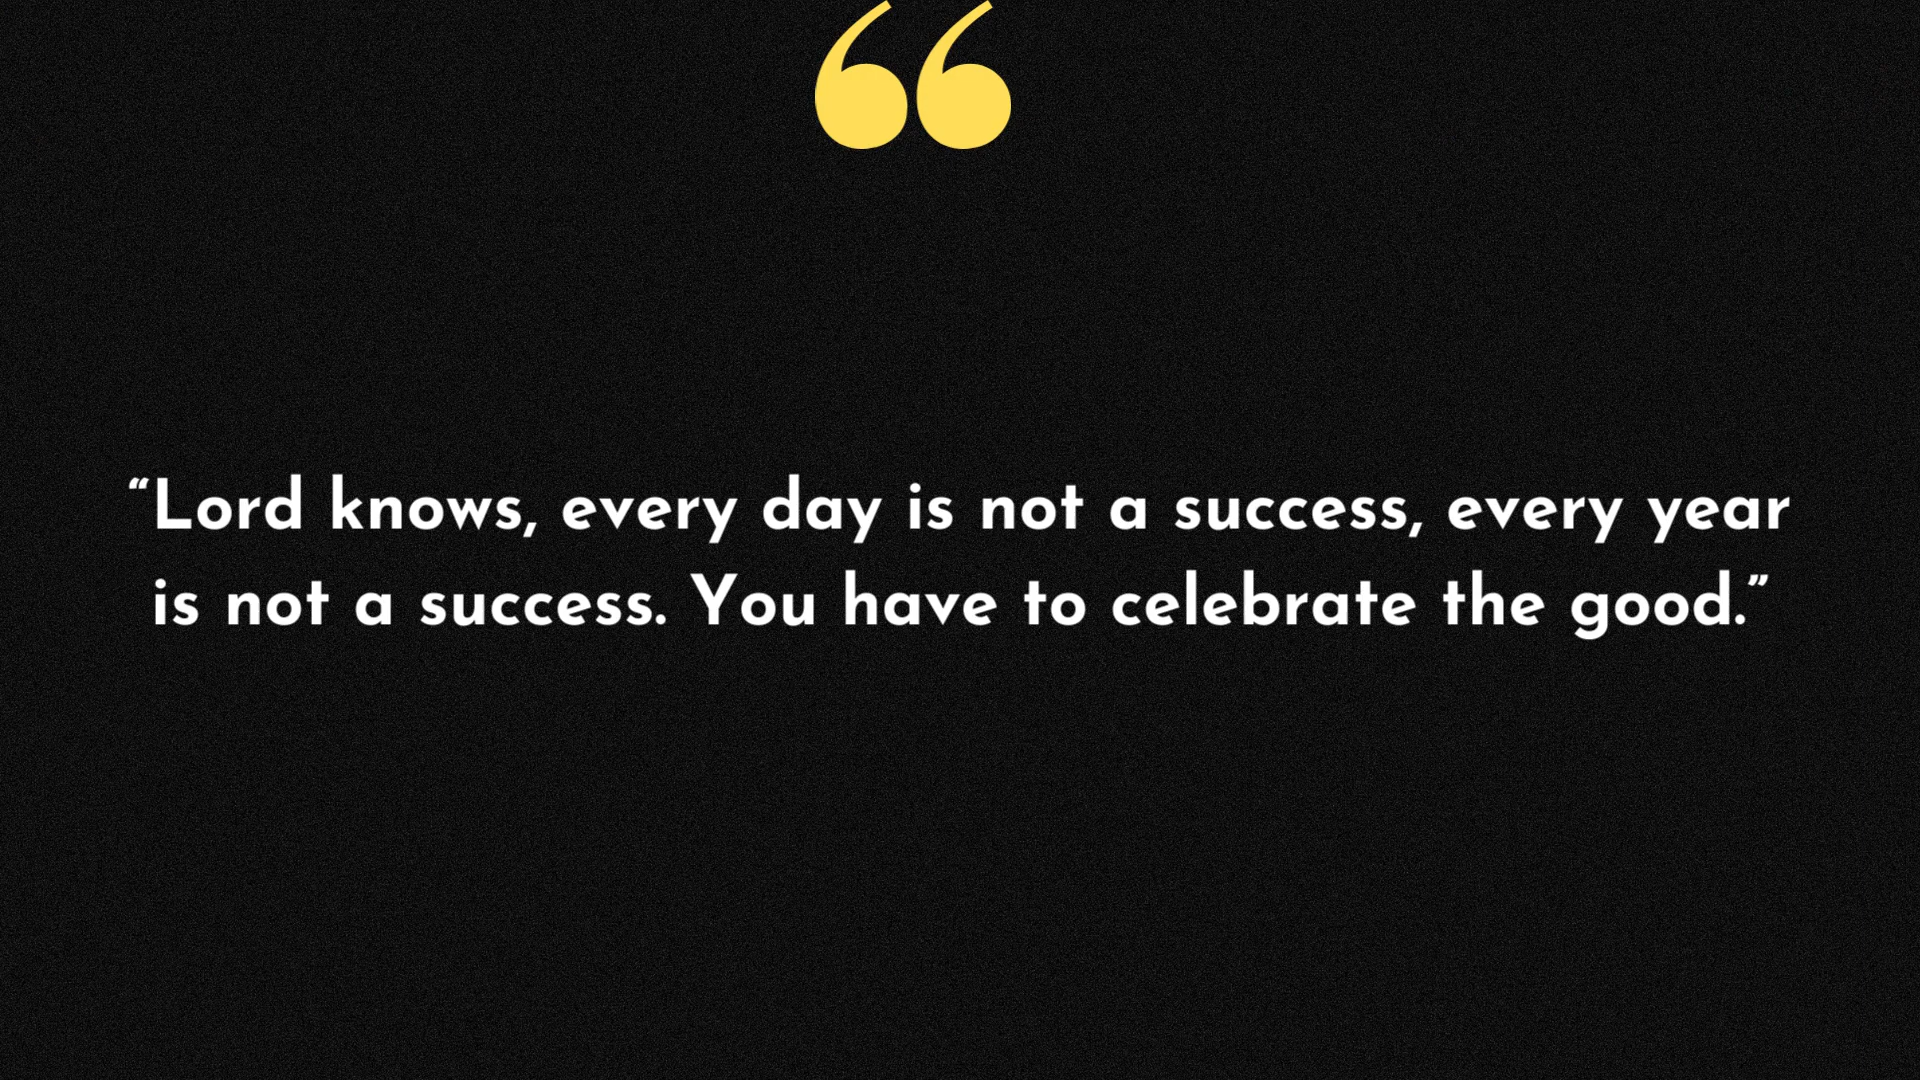 “Lord knows, every day is not a success, every year
is not a success. You have to celebrate the good.”